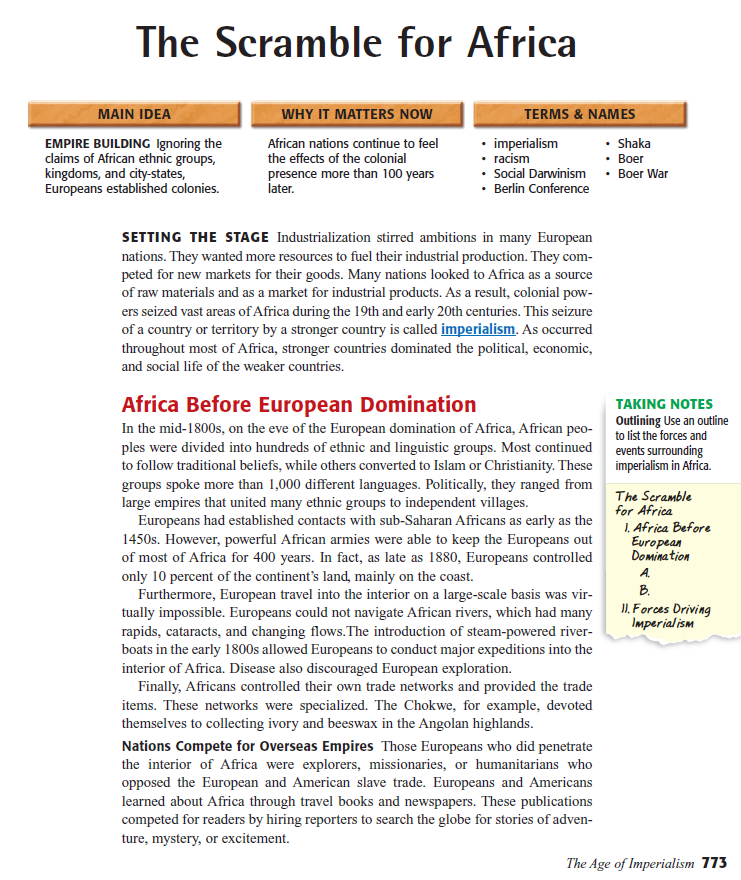 The Scramble for Africa
MAIN IDEA
EMPIRE BUILDING Ignoring the
claims of African ethnic groups,
kingdoms, and city-states,
Europeans established colonies.
WHY IT MATTERS NOW
African nations continue to feel
the effects of the colonial
presence more than 100 years
later.
TERMS & NAMES
• imperialism
• racism
• Social Darwinism
• Berlin Conference
• Shaka
• Boer
• Boer War
SETTING THE STAGE Industrialization stirred ambitions in many European
nations. They wanted more resources to fuel their industrial production. They com-
peted for new markets for their goods. Many nations looked to Africa as a source
of raw materials and as a market for industrial products. As a result, colonial pow-
ers seized vast areas of Africa during the 19th and early 20th centuries. This seizure
of a country or territory by a stronger country is called imperialism. As occurred
throughout most of Africa, stronger countries dominated the political, economic,
and social life of the weaker countries.
Africa Before European Domination
In the mid-1800s, on the eve of the European domination of Africa, African peo-
ples were divided into hundreds of ethnic and linguistic groups. Most continued
to follow traditional beliefs, while others converted to Islam or Christianity. These
groups spoke more than 1,000 different languages. Politically, they ranged from
large empires that united many ethnic groups to independent villages.
Europeans had established contacts with sub-Saharan Africans as early as the
1450s. However, powerful African armies were able to keep the Europeans out
of most of Africa for 400 years. In fact, as late as 1880, Europeans controlled
only 10 percent of the continent's land, mainly on the coast.
Furthermore, European travel into the interior on a large-scale basis was vir-
tually impossible. Europeans could not navigate African rivers, which had many
rapids, cataracts, and changing flows.The introduction of steam-powered river-
boats in the early 1800s allowed Europeans to conduct major expeditions into the
interior of Africa. Disease also discouraged European exploration.
Finally, Africans controlled their own trade networks and provided the trade
items. These networks were specialized. The Chokwe, for example, devoted
themselves to collecting ivory and beeswax in the Angolan highlands.
Nations Compete for Overseas Empires Those Europeans who did penetrate
the interior of Africa were explorers, missionaries, or humanitarians who
opposed the European and American slave trade. Europeans and Americans
learned about Africa through travel books and newspapers. These publications
competed for readers by hiring reporters to search the globe for stories of adven-
ture, mystery, or excitement.
TAKING NOTES
Outlining Use an outline
to list the forces and
events surrounding
imperialism in Africa.
The Scramble
for Africa
I. Africa Before
European
Domination
A.
B.
II. Forces Driving
Imperialism
The Age of Imperialism 773